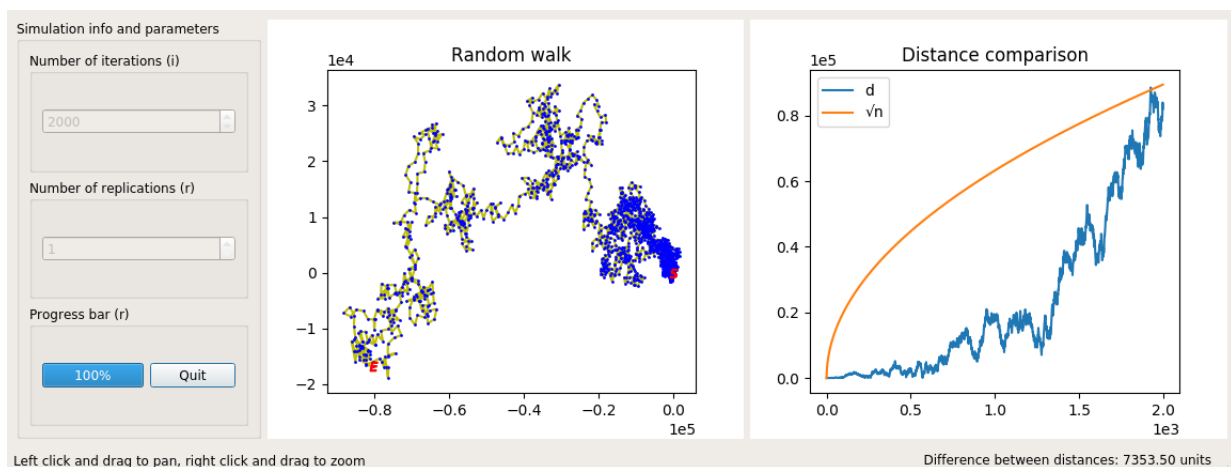 Simulation info and parameters
Number of iterations (i)
2000
Number of replications (r)
1
Progress bar (r)
100%
Quit
Random walk
1e4
3
2
1
0
−1
−2
S
E
−0.8
−0.6
−0.4
−0.2
0.0
1e5
Distance comparison
1e5
d
√n
0.8
0.6
0.4
0.2
0.0
0.0
0.5
1.0
1.5
2.0
1e3
Left click and drag to pan, right click and drag to zoom
Difference between distances: 7353.50 units